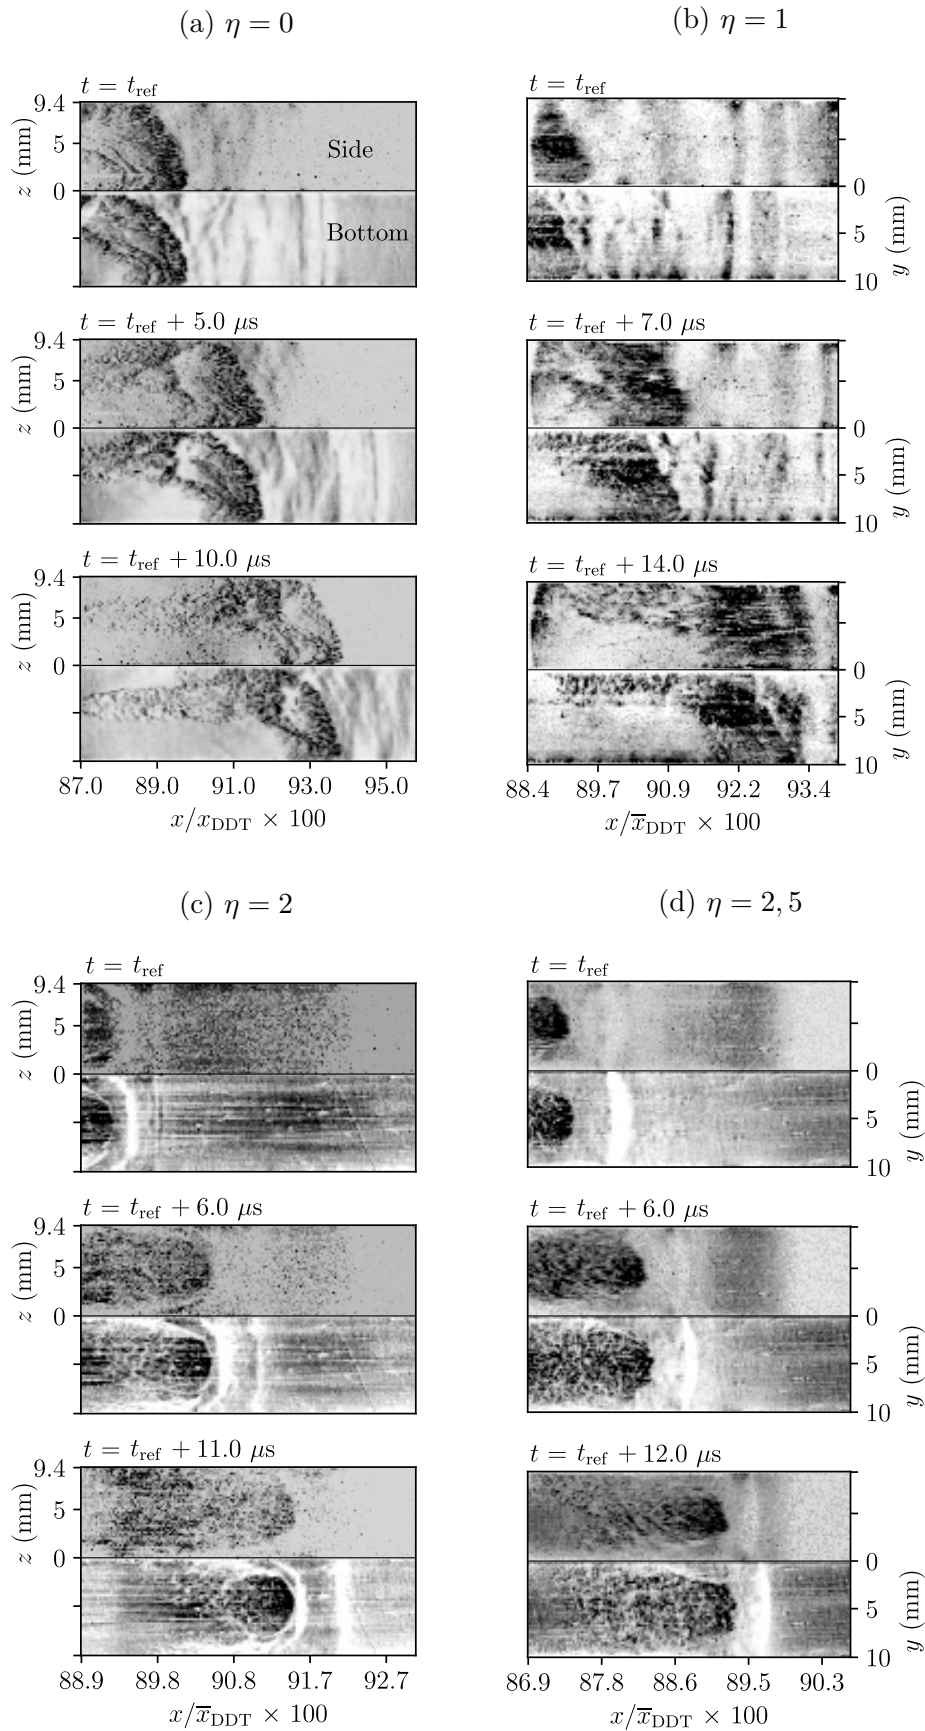 (a) η = 0
t = t_ref
9.4
5
0
z (mm)
Side
Bottom
t = t_ref + 5.0 μs
9.4
5
0
z (mm)
t = t_ref + 10.0 μs
9.4
5
0
z (mm)
87.0 89.0 91.0 93.0 95.0
x/x_DDT × 100
(b) η = 1
t = t_ref
0
5
10
y (mm)
t = t_ref + 7.0 μs
0
5
10
y (mm)
t = t_ref + 14.0 μs
0
5
10
y (mm)
88.4 89.7 90.9 92.2 93.4
x/x̅_DDT × 100
(c) η = 2
t = t_ref
9.4
5
0
z (mm)
t = t_ref + 6.0 μs
9.4
5
0
z (mm)
t = t_ref + 11.0 μs
9.4
5
0
z (mm)
88.9 89.8 90.8 91.7 92.7
x/x̅_DDT × 100
(d) η = 2, 5
t = t_ref
0
5
10
y (mm)
t = t_ref + 6.0 μs
0
5
10
y (mm)
t = t_ref + 12.0 μs
0
5
10
y (mm)
86.9 87.8 88.6 89.5 90.3
x/x̅_DDT × 100